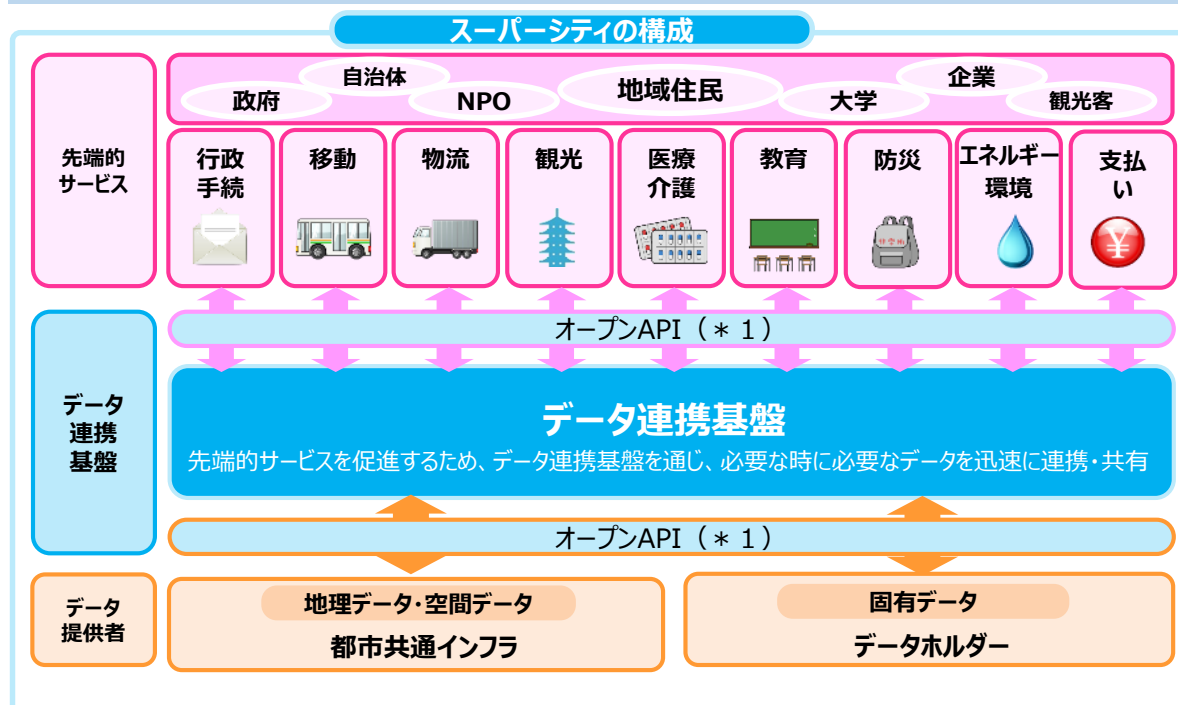 スーパーシティの構成
先端的
サービス
自治体
企業
政府
NPO
地域住民
大学
観光客
行政
手続
移動
物流
観光
医療
介護
教育
防災
エネルギー
環境
支払
い
データ
連携
基盤
オープンAPI（＊１）
データ連携基盤
先端的サービスを促進するため、データ連携基盤を通じ、必要な時に必要なデータを迅速に連携・共有
オープンAPI（＊１）
データ
提供者
地理データ・空間データ
都市共通インフラ
固有データ
データホルダー